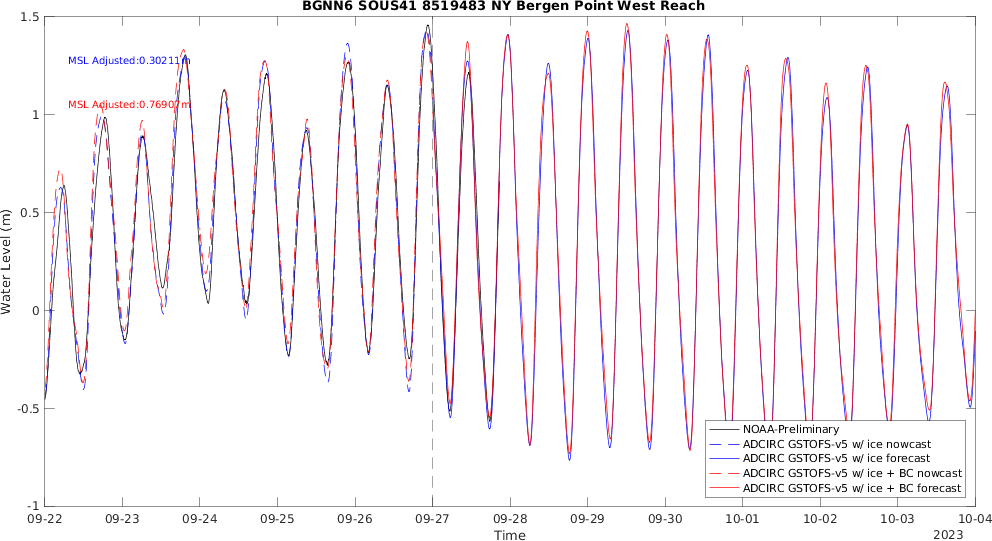 BGNN6 SOUS41 8519483 NY Bergen Point West Reach
MSL Adjusted:0.30211m
MSL Adjusted:0.76907m
Water Level (m)
1.5
1
0.5
0
-0.5
-1
NOAA-Preliminary
ADCIRC GSTOFS-v5 w/ ice nowcast
ADCIRC GSTOFS-v5 w/ ice forecast
ADCIRC GSTOFS-v5 w/ ice + BC nowcast
ADCIRC GSTOFS-v5 w/ ice + BC forecast
09-22 09-23 09-24 09-25 09-26 09-27 09-28 09-29 09-30 10-01 10-02 10-03 10-04
Time
2023